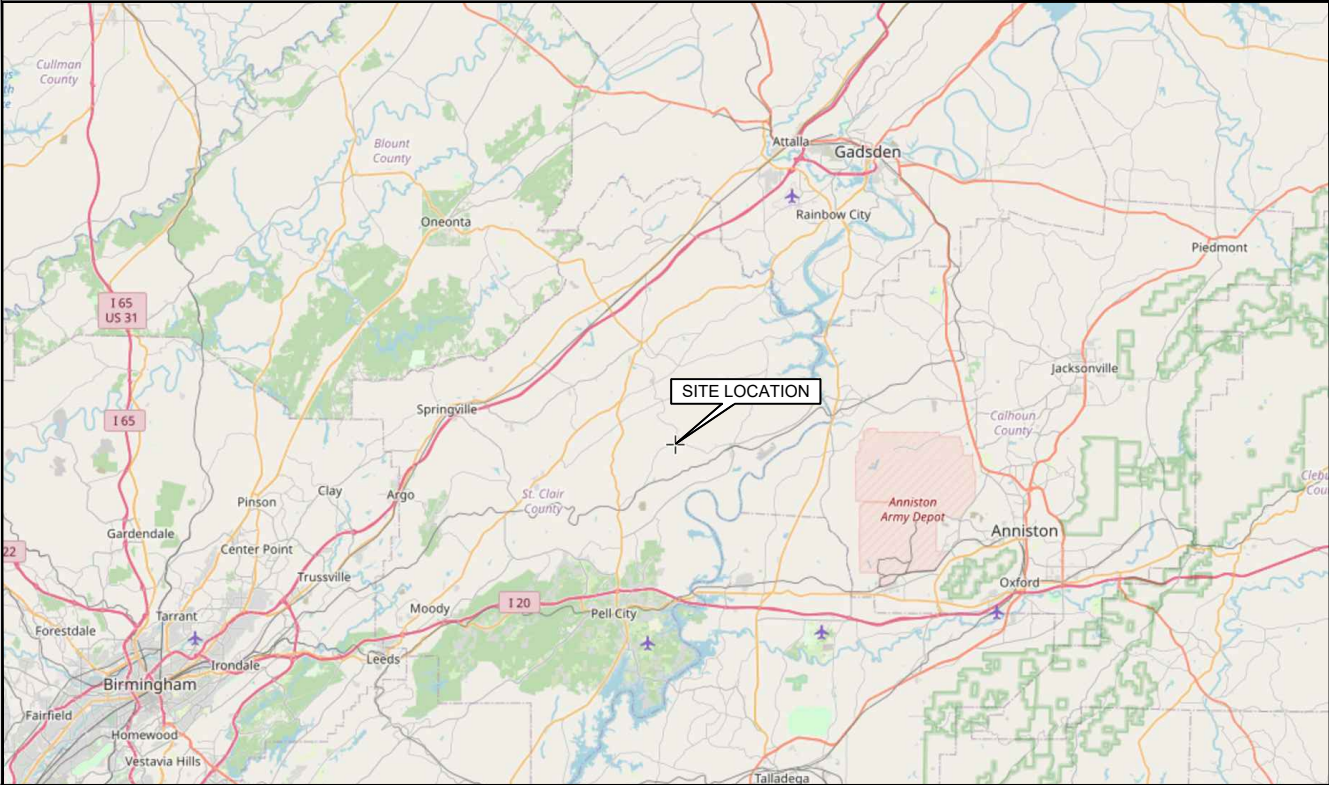 Cullman
County
Blount
County
Attalla
Gadsden
Oneonta
Rainbow City
Piedmont
I 65
US 31
Jacksonville
SITE LOCATION
Springville
I 65
Calhoun
County
Clay
Argo
Pinson
St. Clair
County
Anniston
Army Depot
Gardendale
Center Point
Anniston
22
Trussville
Oxford
I 20
Tarrant
Moody
Pell City
Forestdale
Irondale
Leeds
Birmingham
Fairfield
Homewood
Vestavia Hills
Talladega